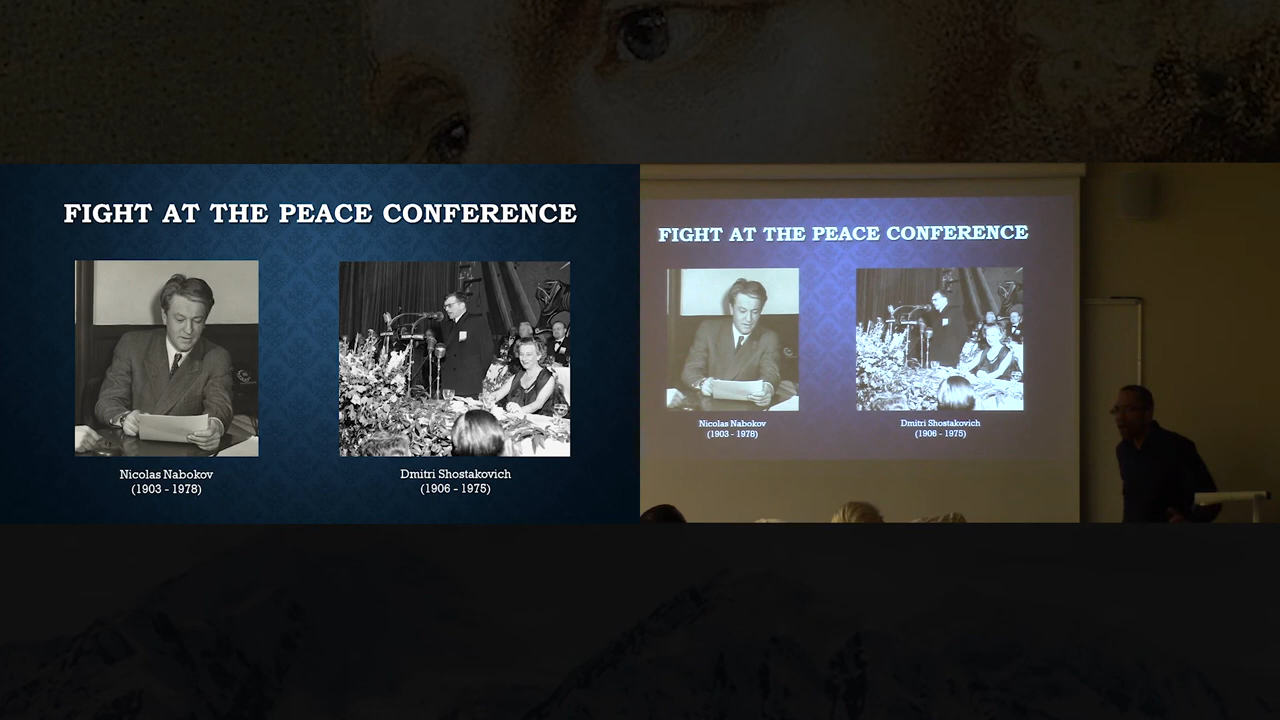 FIGHT AT THE PEACE CONFERENCE
Nicolas Nabokov
(1903 - 1978)
Dmitri Shostakovich
(1906 - 1975)
FIGHT AT THE PEACE CONFERENCE
Nicolas Nabokov
(1903 - 1978)
Dmitri Shostakovich
(1906 - 1975)